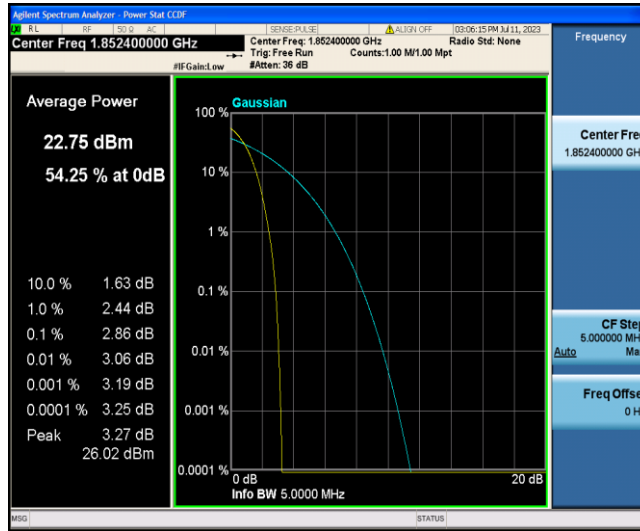 Agilent Spectrum Analyzer - Power Stat CCDF
RL RF 50 Ω AC SENSE:PULSE ALIGN OFF 03:06:15 PM Jul 11, 2023
Center Freq 1.852400000 GHz
Center Freq: 1.852400000 GHz Radio Std: None
Trig: Free Run Counts:1.00 M/1.00 Mpt
#IFGain:Low #Atten: 36 dB
Frequency
Average Power
22.75 dBm
54.25 % at 0dB
10.0 % 1.63 dB
1.0 % 2.44 dB
0.1 % 2.86 dB
0.01 % 3.06 dB
0.001 % 3.19 dB
0.0001 % 3.25 dB
Peak 3.27 dB
26.02 dBm
Gaussian
100 %
10 %
1 %
0.1 %
0.01 %
0.001 %
0.0001 %
0 dB 20 dB
Info BW 5.0000 MHz
Center Fre
1.852400000 GH
CF Step
5.000000 MH
Auto Ma
Freq Offse
0 H
MSG STATUS